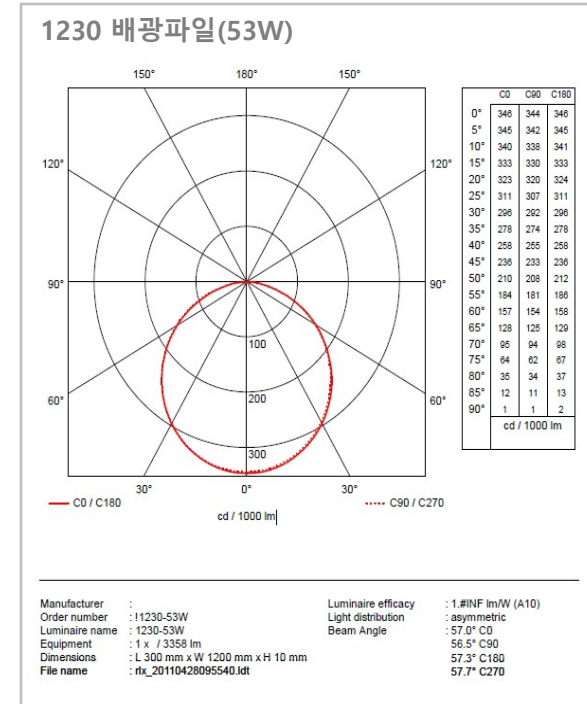 1230 배광파일(53W)
150° 180° 150°
120° 120°
90° 90°
60° 60°
100
200
300
30° 0° 30°
C0 / C180 C90 / C270
cd / 1000 lm
C0 C90 C180
0° 346 344 346
5° 345 342 345
10° 340 338 341
15° 333 330 333
20° 323 320 324
25° 311 307 311
30° 296 292 296
35° 278 274 278
40° 258 255 258
45° 236 233 236
50° 210 208 212
55° 184 181 186
60° 157 154 158
65° 128 125 129
70° 95 94 98
75° 64 62 67
80° 35 34 37
85° 12 11 13
90° 1 1 2
cd / 1000 lm
Manufacturer :
Order number : !1230-53W
Luminaire name : 1230-53W
Equipment : 1 x / 3358 lm
Dimensions : L 300 mm x W 1200 mm x H 10 mm
File name : rlx_20110428095540.ldt
Luminaire efficacy : 1.#INF lm/W (A10)
Light distribution : asymmetric
Beam Angle : 57.0° C0
56.5° C90
57.3° C180
57.7° C270